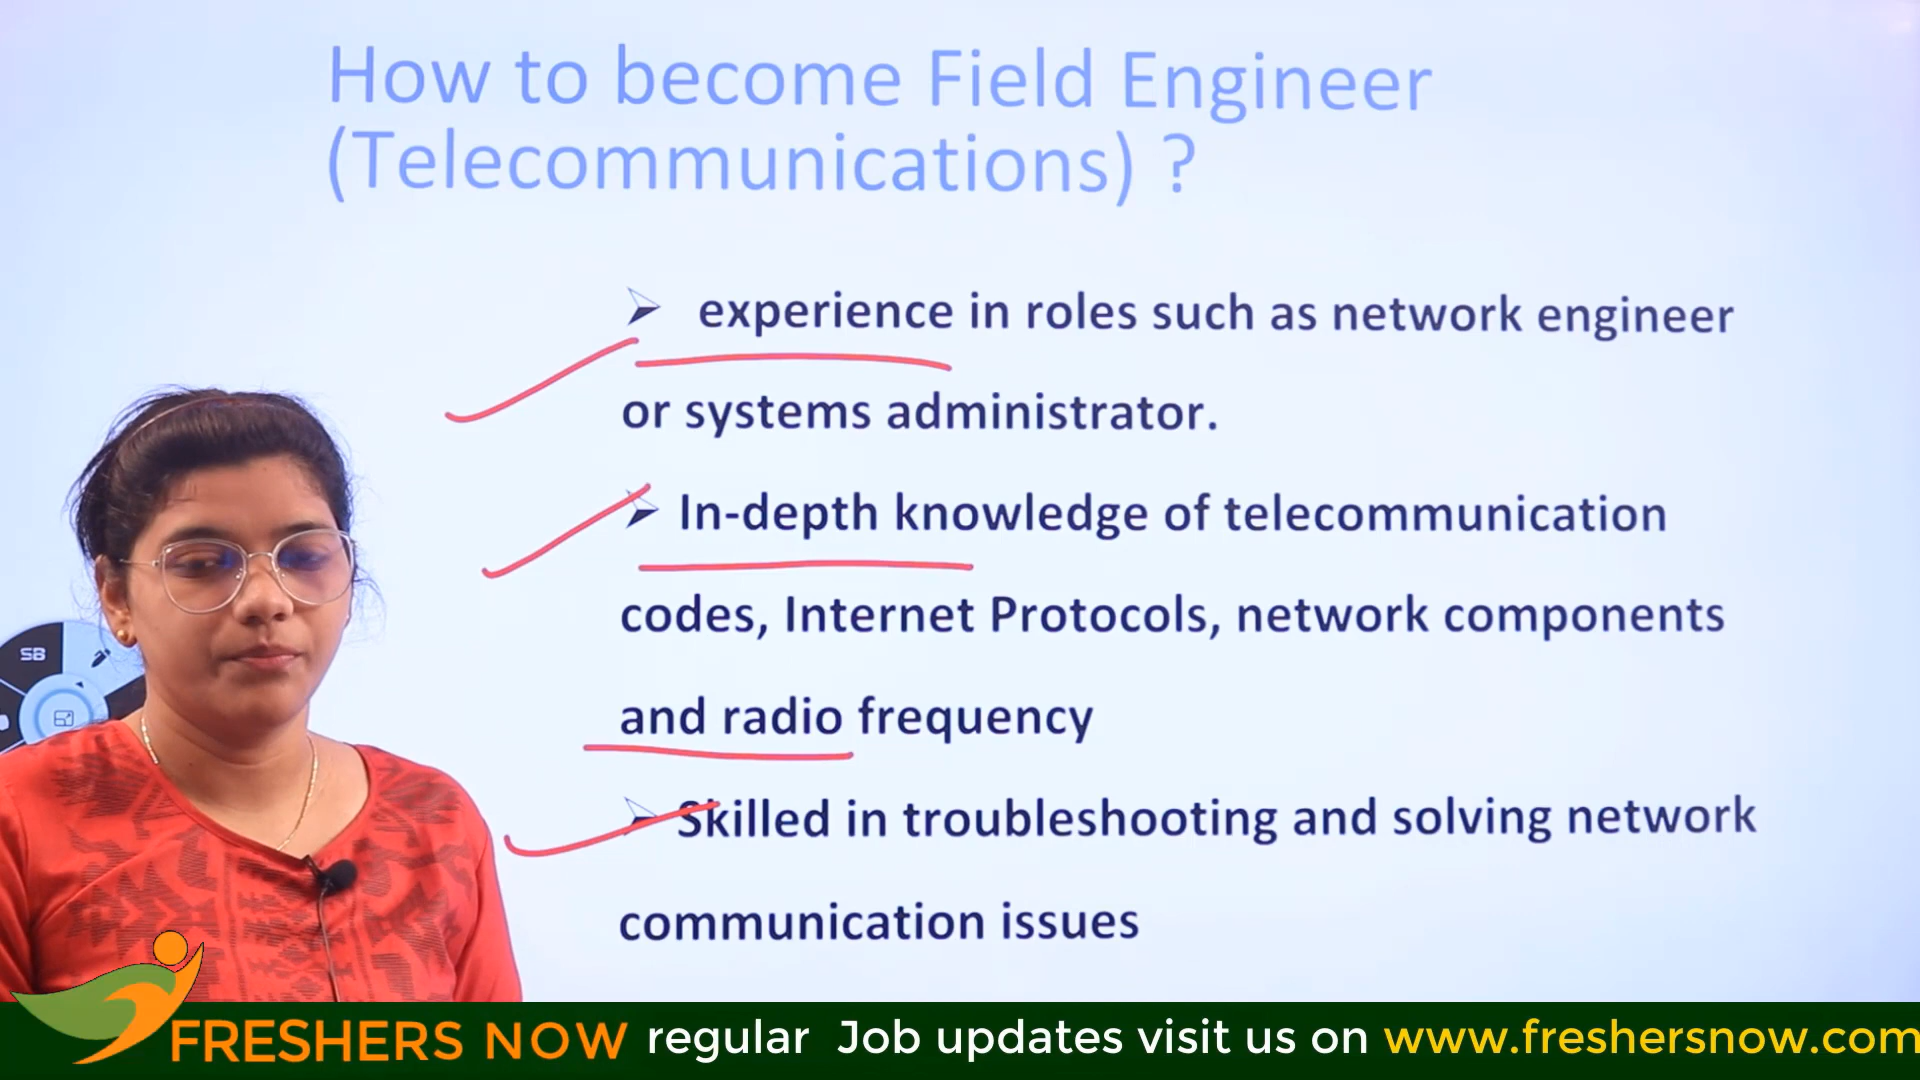 How to become Field Engineer
(Telecommunications) ?
experience in roles such as network engineer
or systems administrator.
In-depth knowledge of telecommunication
codes, Internet Protocols, network components
and radio frequency
Skilled in troubleshooting and solving network
communication issues
SB
FRESHERS NOW regular Job updates visit us on www.freshersnow.com